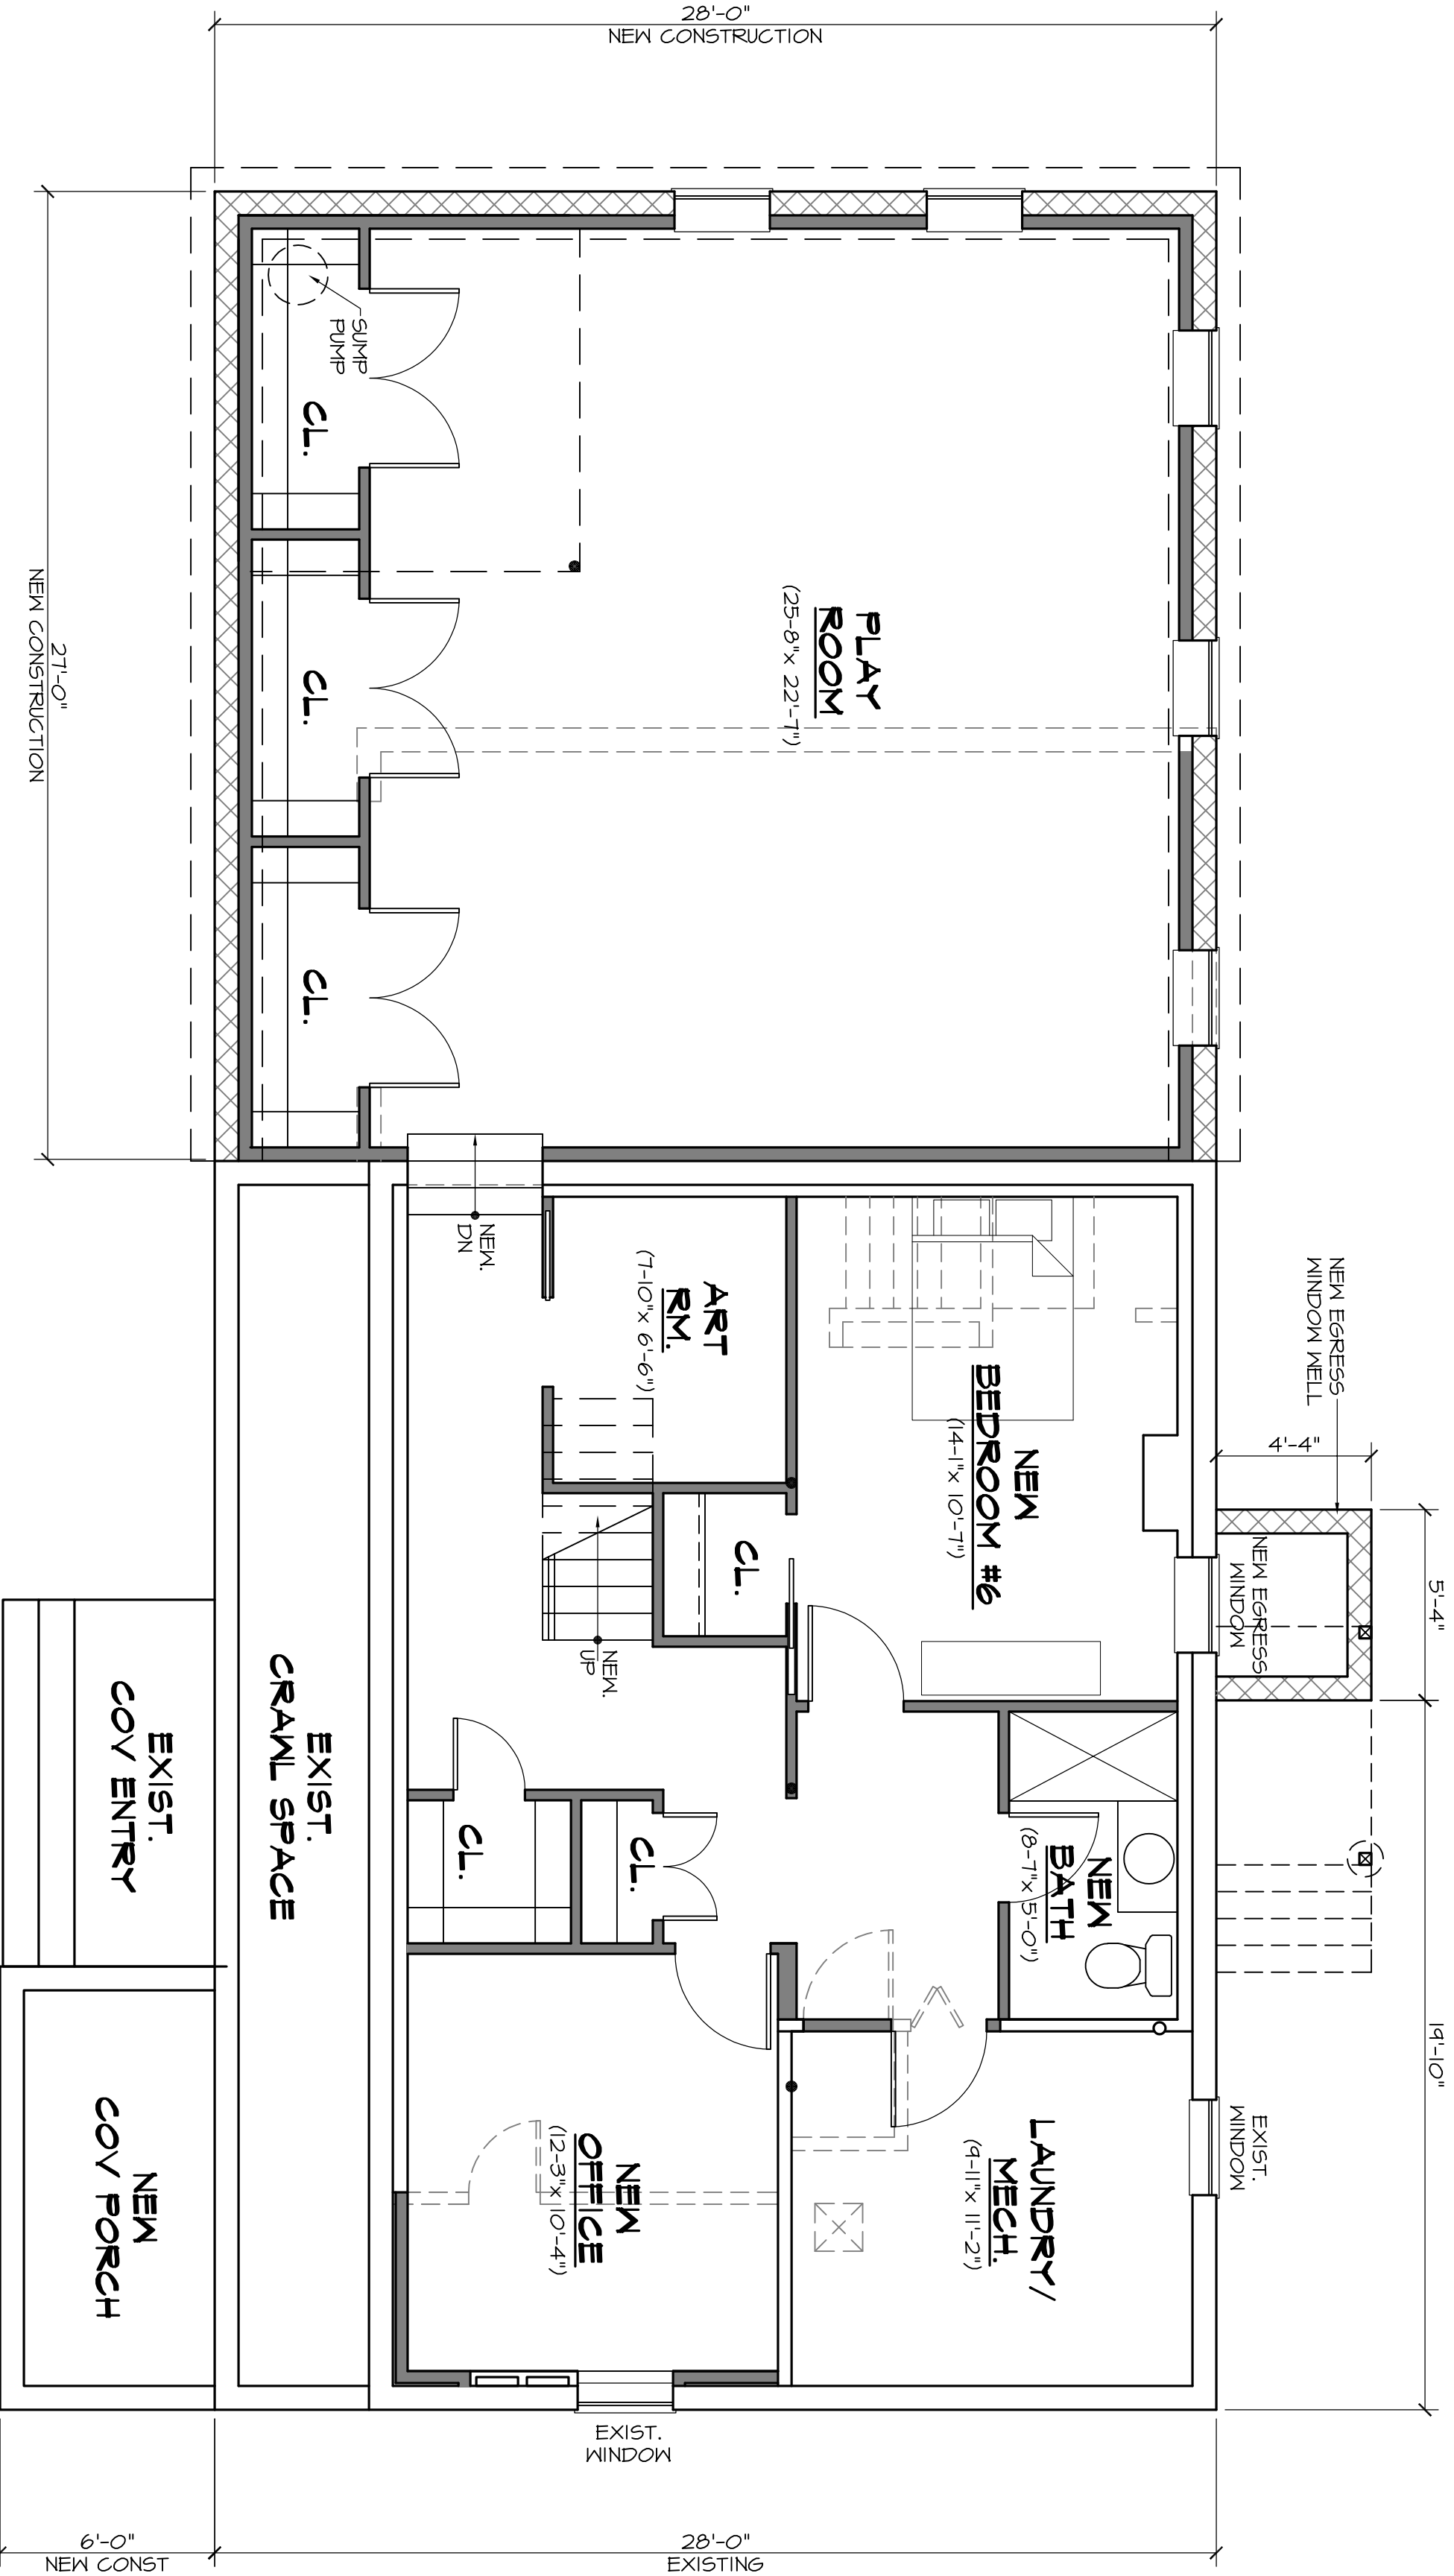 28'-0"
NEW CONSTRUCTION
27'-0"
NEW CONSTRUCTION
SUMP
PUMP
CL.
CL.
CL.
PLAY
ROOM
(25'-8" x 22'-7")
NEW.
DN
ART
RM.
(7'-10" x 6'-6")
NEW
BEDROOM #6
(14'-1" x 10'-7")
CL.
NEW.
UP
NEW EGRESS
WINDOW WELL
4'-4"
5'-4"
NEW EGRESS
WINDOW
19'-10"
NEW
BATH
(8'-7" x 5'-0")
CL.
CL.
EXIST.
CRAWL SPACE
EXIST.
COV ENTRY
NEW
COV PORCH
NEW
OFFICE
(12'-3" x 10'-4")
LAUNDRY/
MECH.
(9'-11" x 11'-2")
EXIST.
WINDOW
EXIST.
WINDOW
6'-0"
NEW CONST
28'-0"
EXISTING